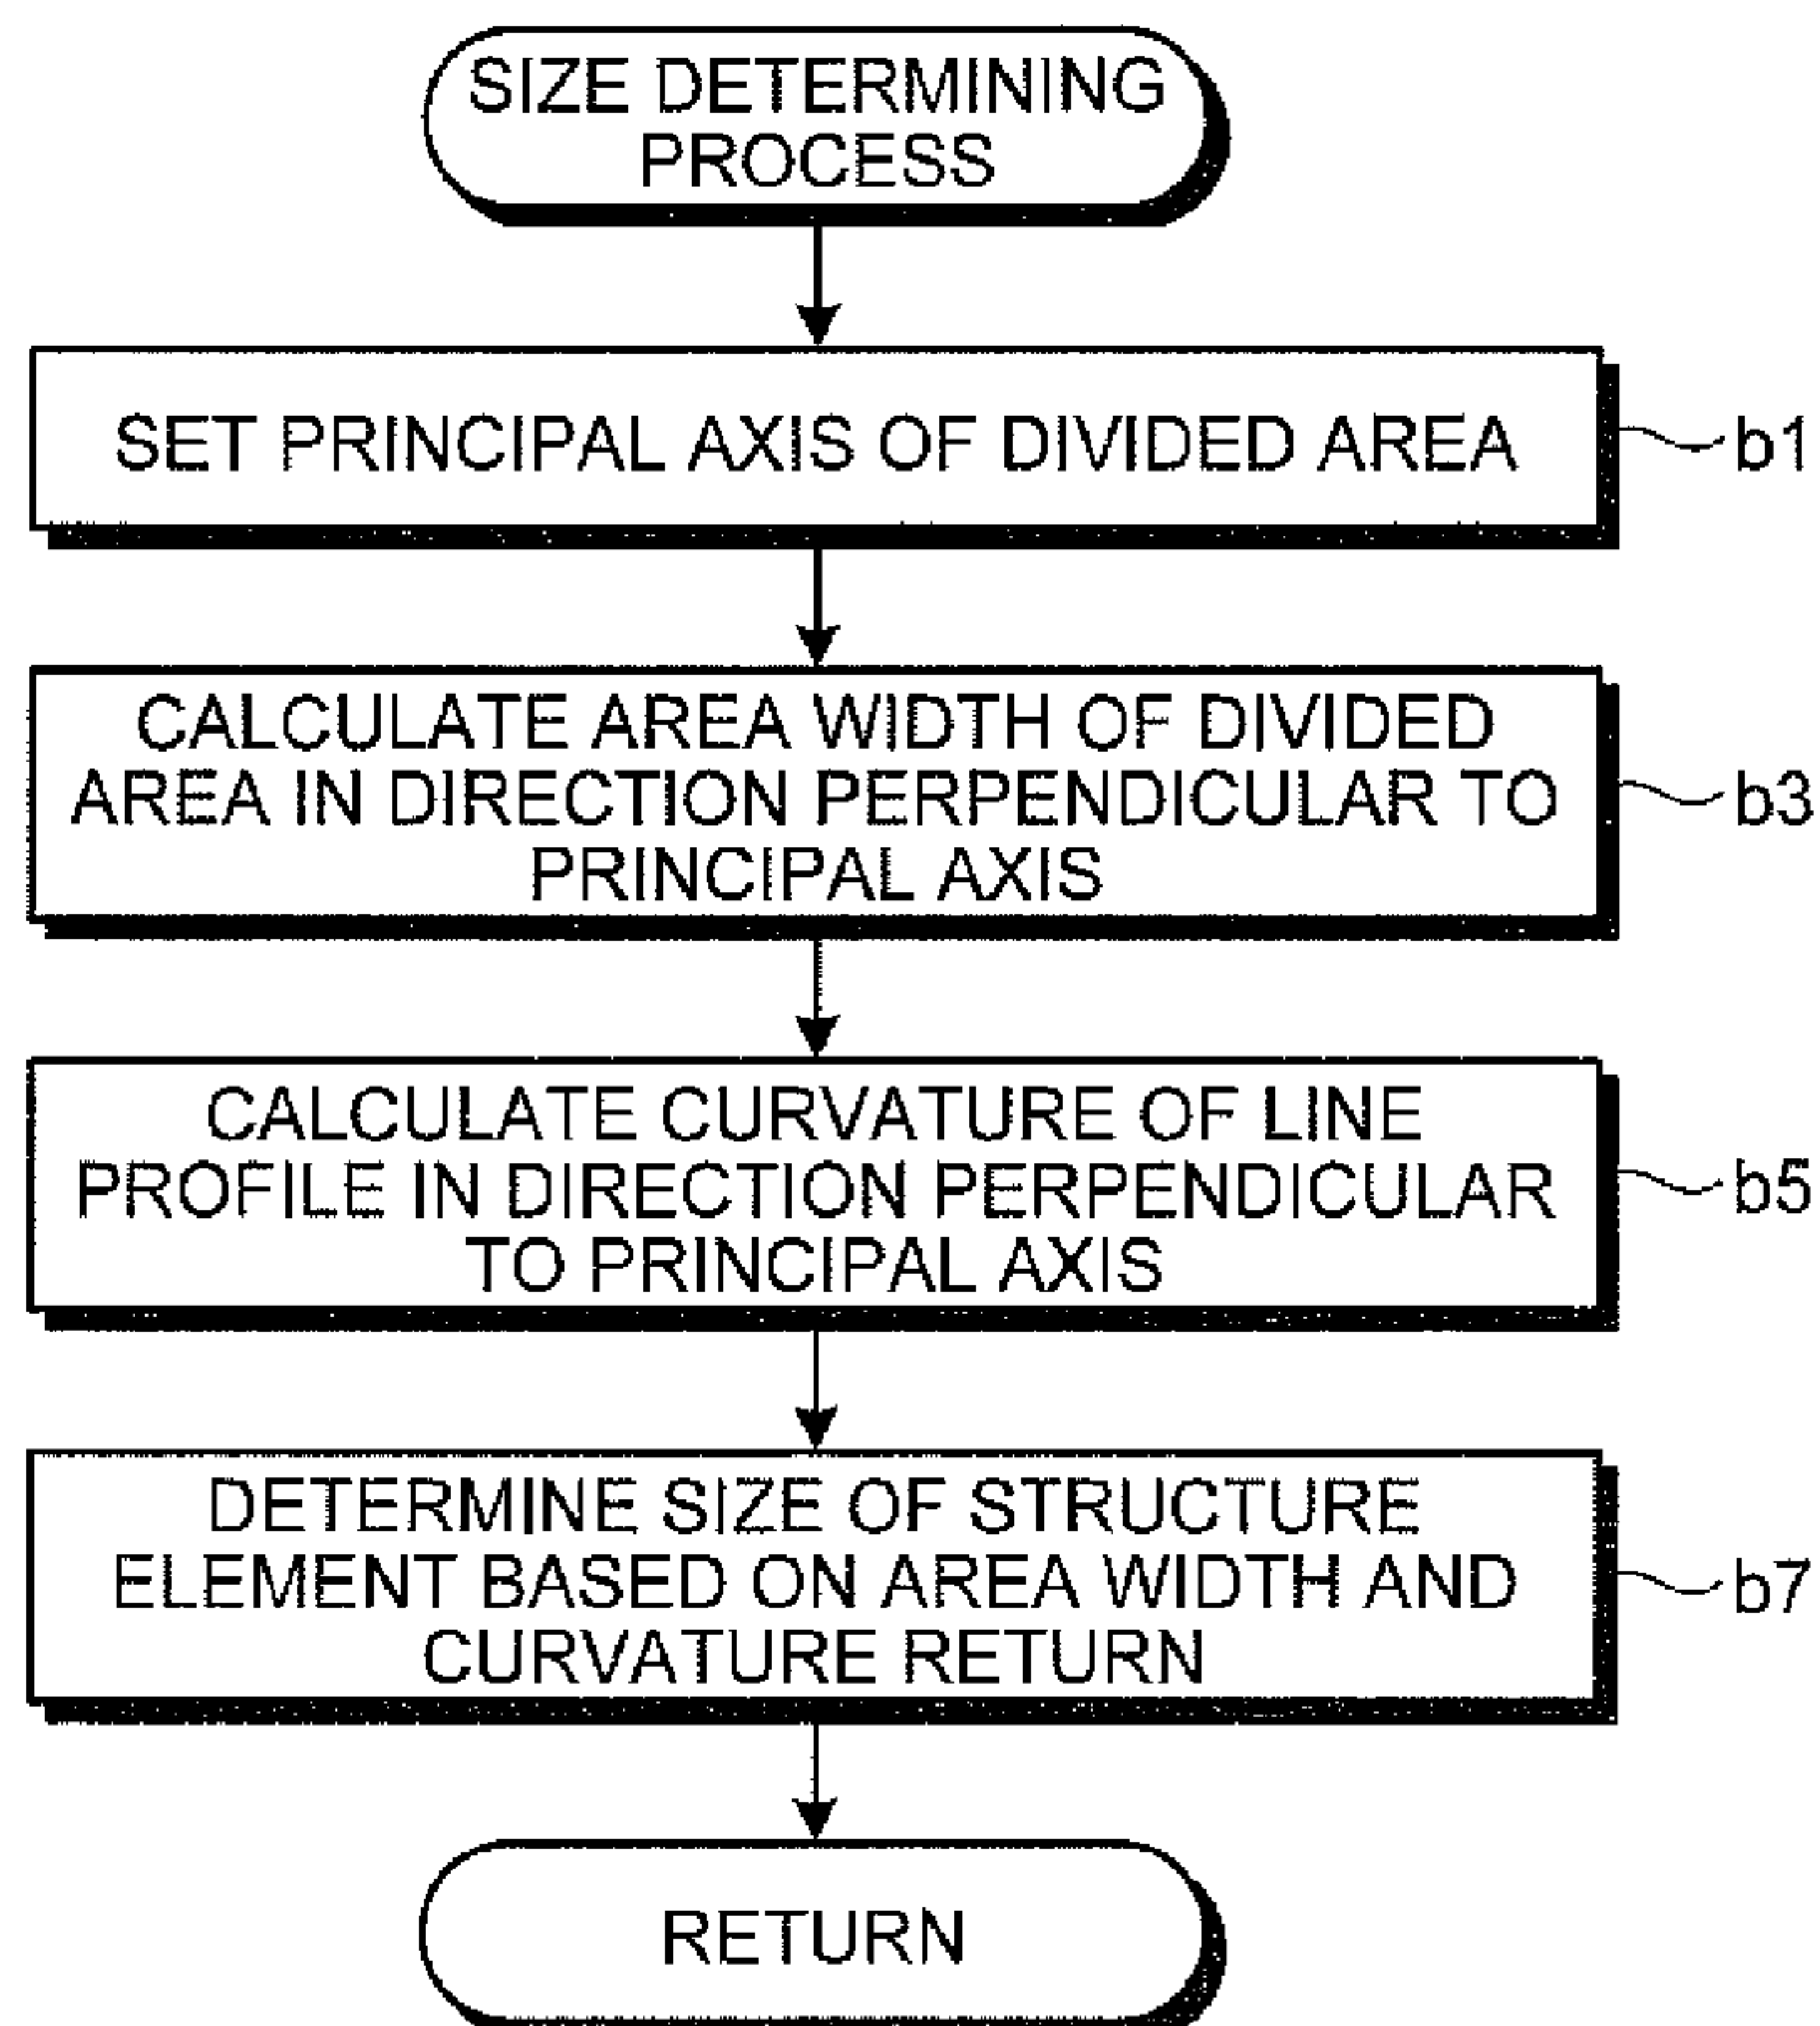 SIZE DETERMINING
PROCESS
SET PRINCIPAL AXIS OF DIVIDED AREA
b1
CALCULATE AREA WIDTH OF DIVIDED
AREA IN DIRECTION PERPENDICULAR TO
PRINCIPAL AXIS
b3
CALCULATE CURVATURE OF LINE
PROFILE IN DIRECTION PERPENDICULAR
TO PRINCIPAL AXIS
b5
DETERMINE SIZE OF STRUCTURE
ELEMENT BASED ON AREA WIDTH AND
CURVATURE RETURN
b7
RETURN